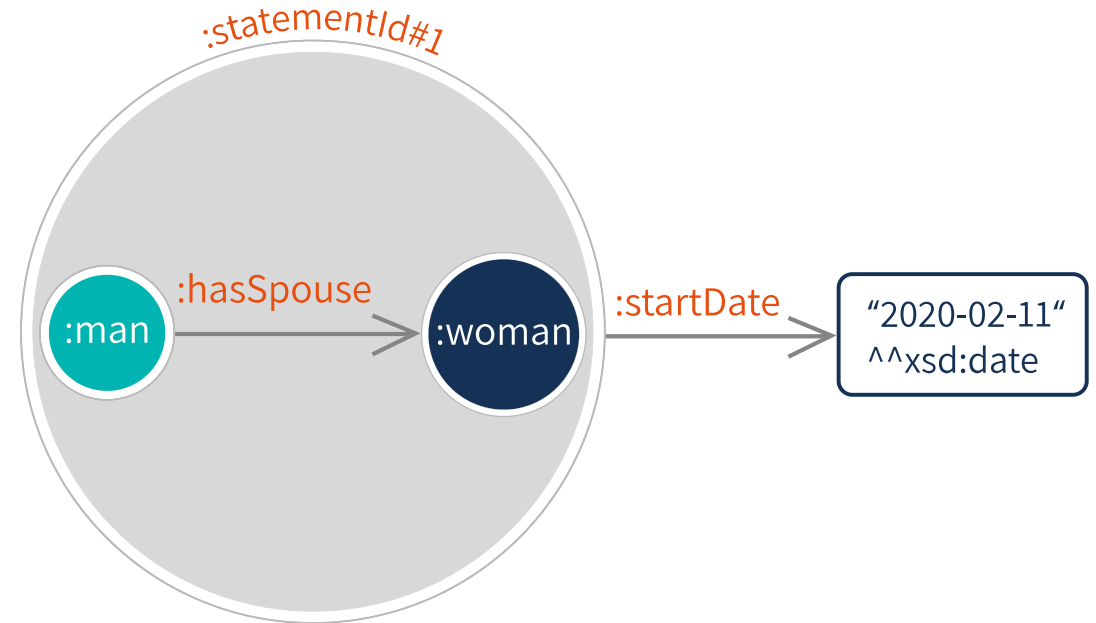 :statementId#1
:hasSpouse
:man
:woman
:startDate
“2020-02-11“
^^xsd:date